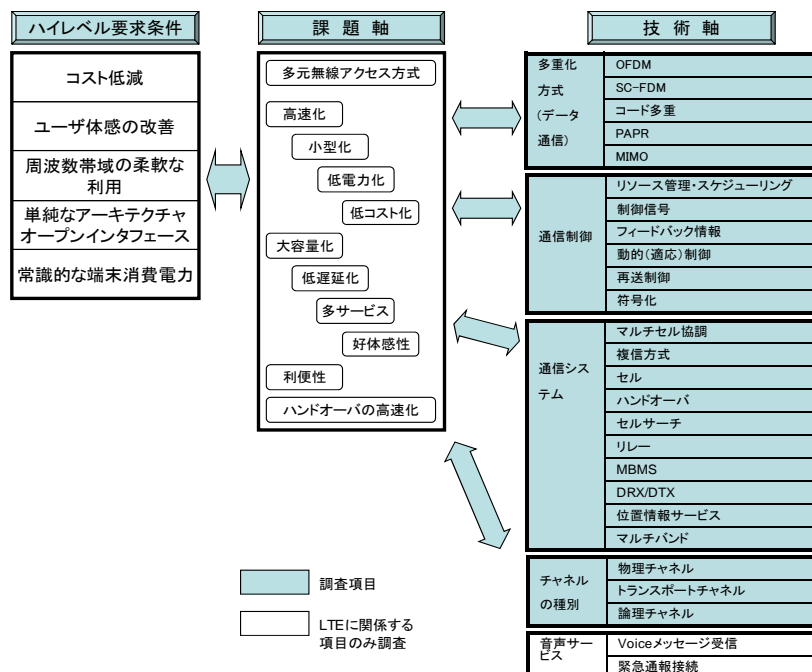 ハイレベル要求条件
コスト低減
ユーザ体感の改善
周波数帯域の柔軟な
利用
単純なアーキテクチャ
オープンインタフェース
常識的な端末消費電力
課 題 軸
多元無線アクセス方式
高速化
小型化
低電力化
低コスト化
大容量化
低遅延化
多サービス
好体感性
利便性
ハンドオーバの高速化
技 術 軸
多重化
方式
(データ
通信)
OFDM
SC-FDM
コード多重
PAPR
MIMO
通信制御
リソース管理・スケジューリング
制御信号
フィードバック情報
動的(適応)制御
再送制御
符号化
通信シス
テム
マルチセル協調
複信方式
セル
ハンドオーバ
セルサーチ
リレー
MBMS
DRX/DTX
位置情報サービス
マルチバンド
チャネル
の種別
物理チャネル
トランスポートチャネル
論理チャネル
音声サー
ビス
Voiceメッセージ受信
緊急通報接続
調査項目
LTEに関係する
項目のみ調査